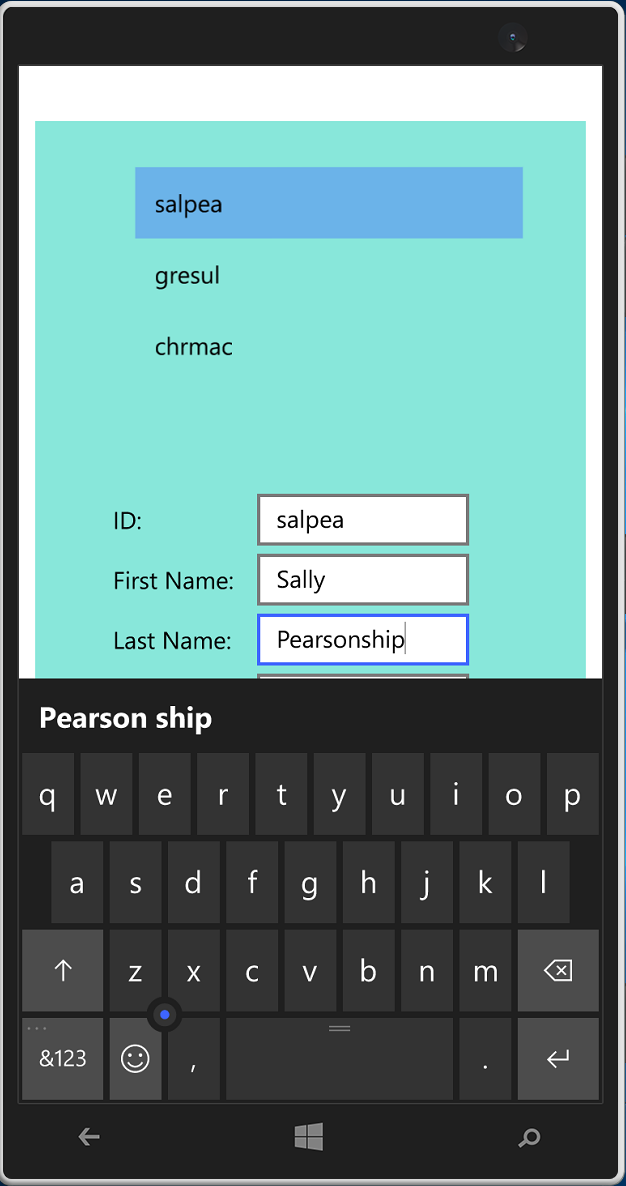 salpea
gresul
chrmac
ID: salpea
First Name: Sally
Last Name: Pearsonship
Pearson ship
q w e r t y u i o p
a s d f g h j k l
z x c v b n m
&123 , .